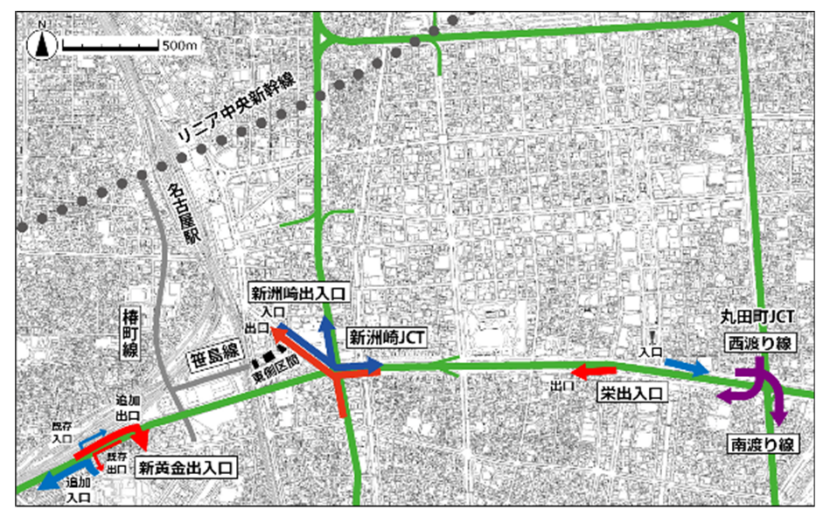 N
500m
リニア中央新幹線
名古屋駅
椿町線
笹島線
東側区間
新洲崎出入口
入口
出口
新洲崎JCT
丸田町JCT
西渡り線
南渡り線
入口
出口
栄出入口
追加
出口
既存
入口
既存
出口
追加
入口
新黄金出入口